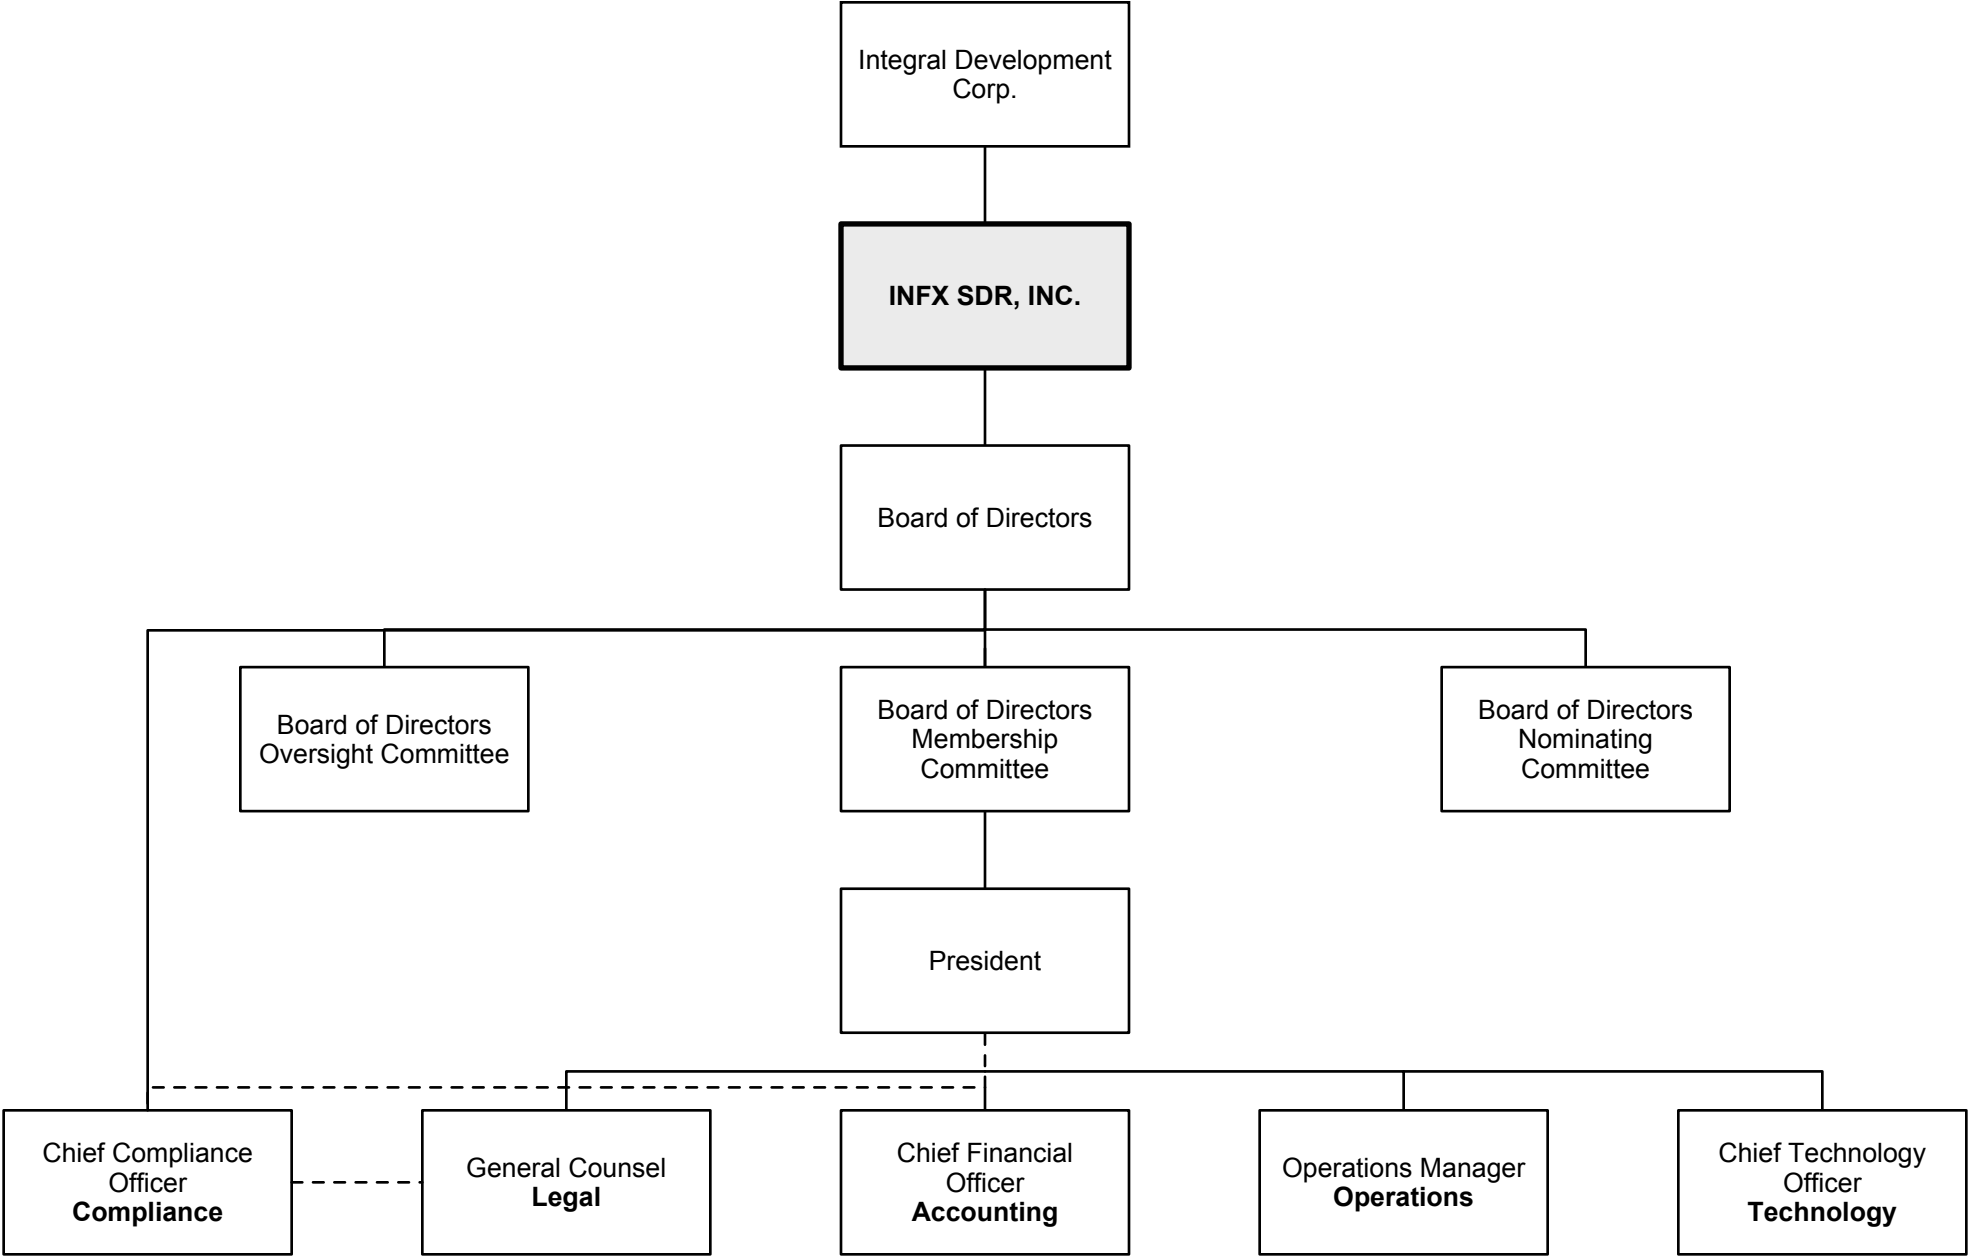 Integral Development
Corp.
INFX SDR, INC.
Board of Directors
Board of Directors
Oversight Committee
Board of Directors
Membership
Committee
Board of Directors
Nominating
Committee
President
Chief Compliance
Officer
Compliance
General Counsel
Legal
Chief Financial
Officer
Accounting
Operations Manager
Operations
Chief Technology
Officer
Technology